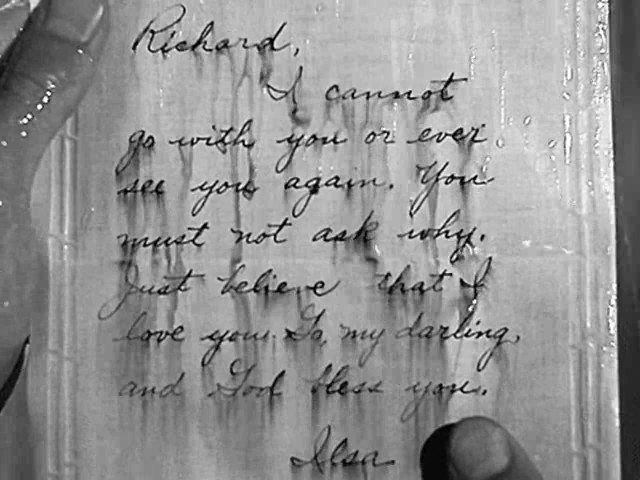 Richard,
I cannot
go with you or ever
see you again. You
must not ask why.
Just believe that I
love you. Go, my darling,
and God bless you.
Ilsa